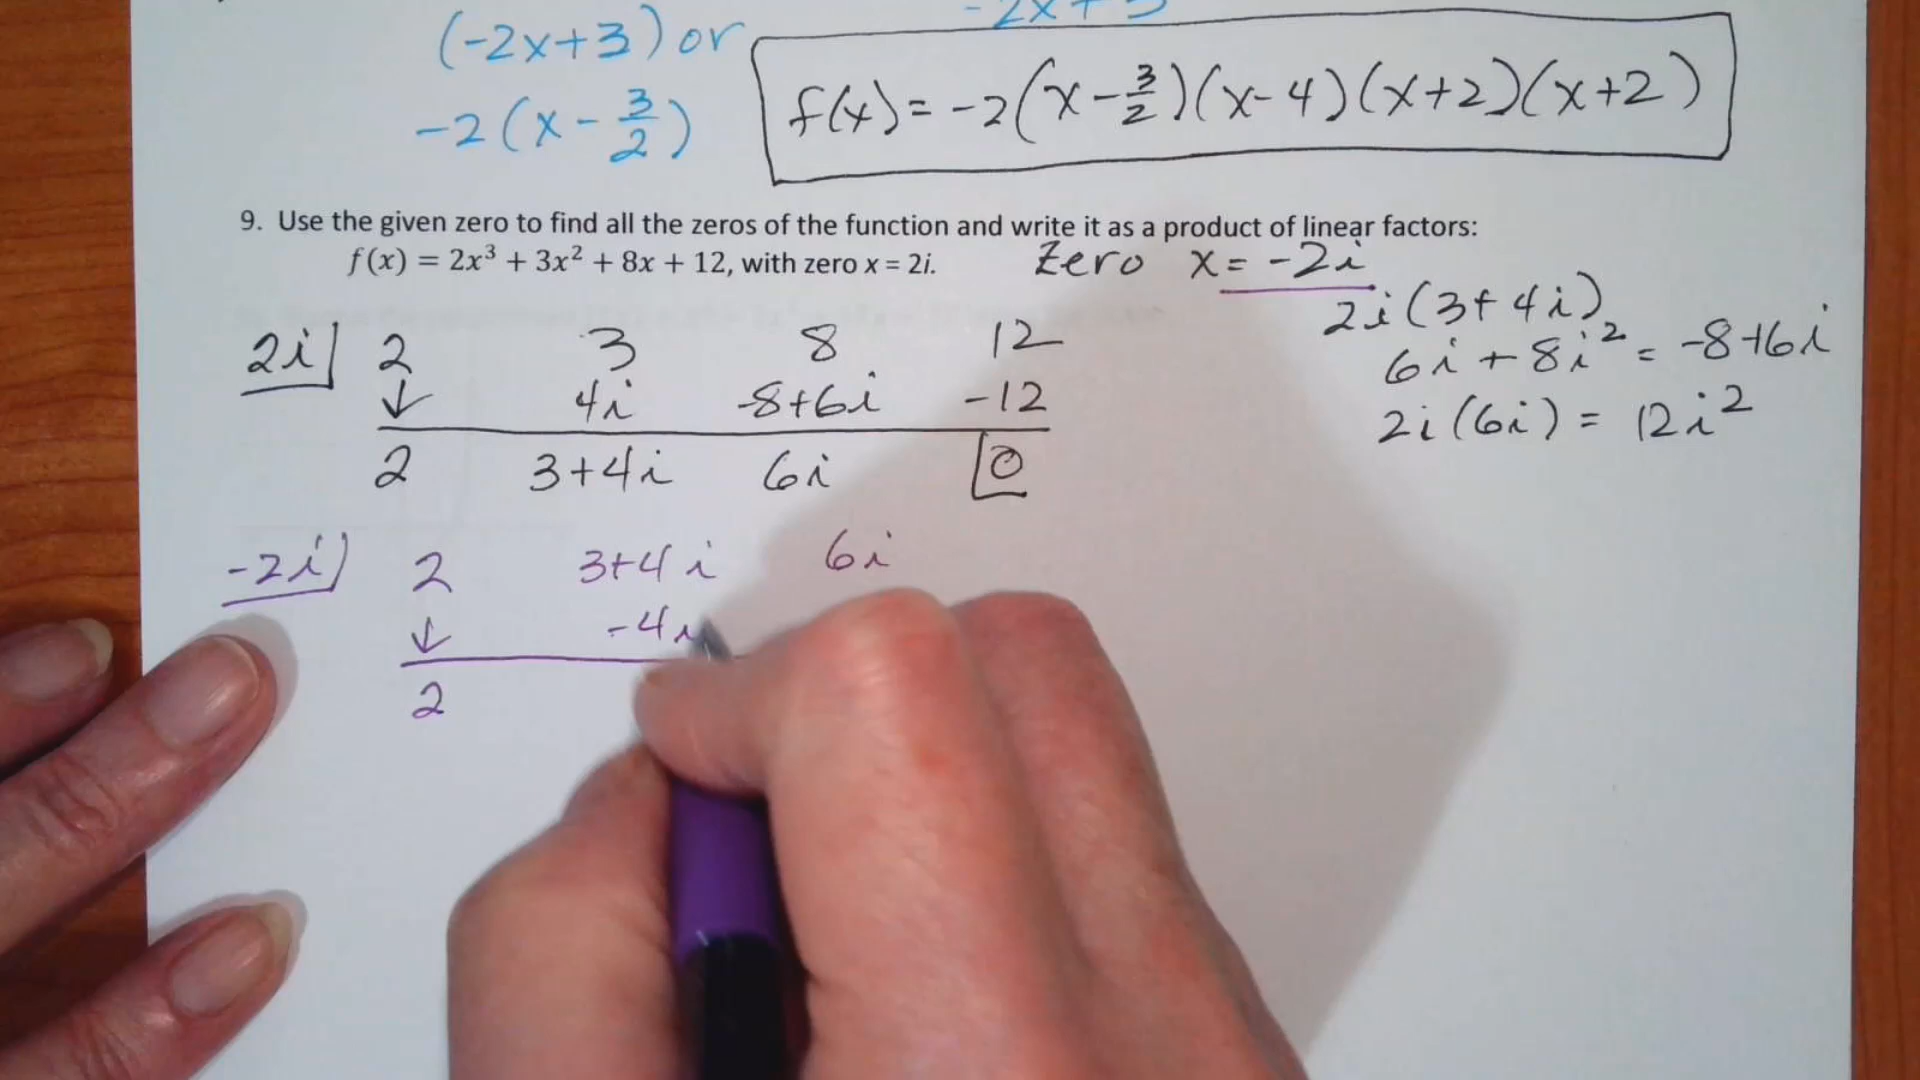 (-2x+3) or
-2x+3
-2(x - 3/2)
f(x) = -2(x - 3/2)(x-4)(x+2)(x+2)
9. Use the given zero to find all the zeros of the function and write it as a product of linear factors:
f(x) = 2x³ + 3x² + 8x + 12, with zero x = 2i.
Zero x = -2i
2i(3+4i)
6i + 8i² = -8+6i
2i(6i) = 12i²
2i 2 3 8 12
↓ 4i -8+6i -12
2 3+4i 6i 0
-2i 2 3+4i 6i
↓ -4i
2